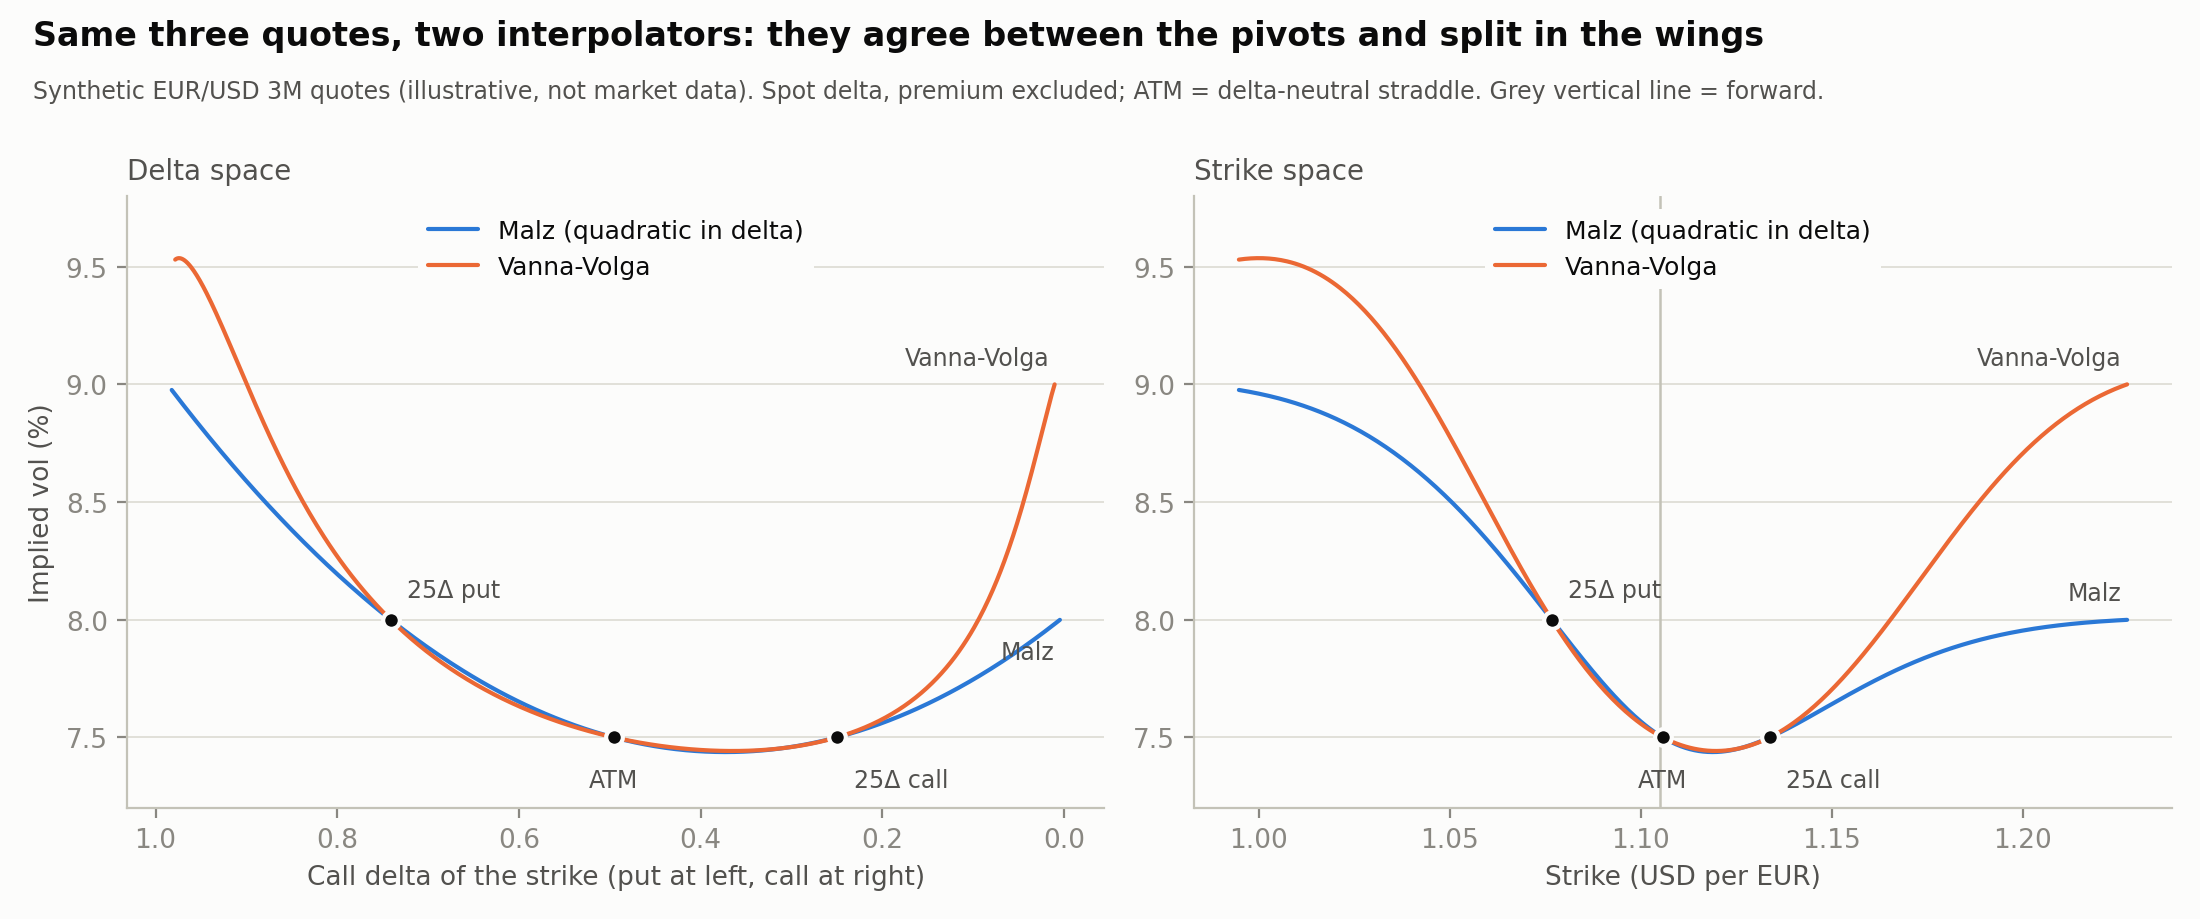 Same three quotes, two interpolators: they agree between the pivots and split in the wings
Synthetic EUR/USD 3M quotes (illustrative, not market data). Spot delta, premium excluded; ATM = delta-neutral straddle. Grey vertical line = forward.
Delta space
Malz (quadratic in delta)
Vanna-Volga
9.5
9.0
8.5
8.0
7.5
Implied vol (%)
Vanna-Volga
25Δ put
Malz
ATM
25Δ call
1.0
0.8
0.6
0.4
0.2
0.0
Call delta of the strike (put at left, call at right)
Strike space
Malz (quadratic in delta)
Vanna-Volga
9.5
9.0
8.5
8.0
7.5
Vanna-Volga
25Δ put
Malz
ATM
25Δ call
1.00
1.05
1.10
1.15
1.20
Strike (USD per EUR)